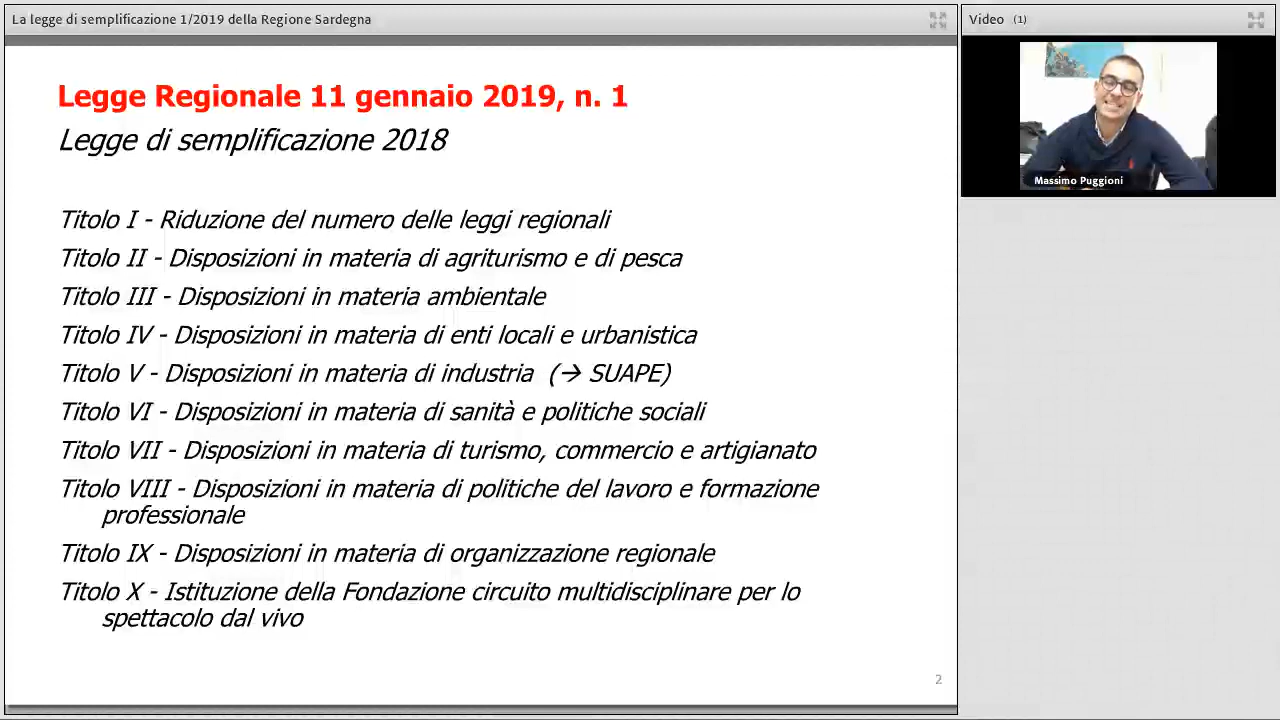 La legge di semplificazione 1/2019 della Regione Sardegna
Video (1)
Massimo Puggioni
Legge Regionale 11 gennaio 2019, n. 1
Legge di semplificazione 2018
Titolo I - Riduzione del numero delle leggi regionali
Titolo II - Disposizioni in materia di agriturismo e di pesca
Titolo III - Disposizioni in materia ambientale
Titolo IV - Disposizioni in materia di enti locali e urbanistica
Titolo V - Disposizioni in materia di industria (→ SUAPE)
Titolo VI - Disposizioni in materia di sanità e politiche sociali
Titolo VII - Disposizioni in materia di turismo, commercio e artigianato
Titolo VIII - Disposizioni in materia di politiche del lavoro e formazione
professionale
Titolo IX - Disposizioni in materia di organizzazione regionale
Titolo X - Istituzione della Fondazione circuito multidisciplinare per lo
spettacolo dal vivo
2